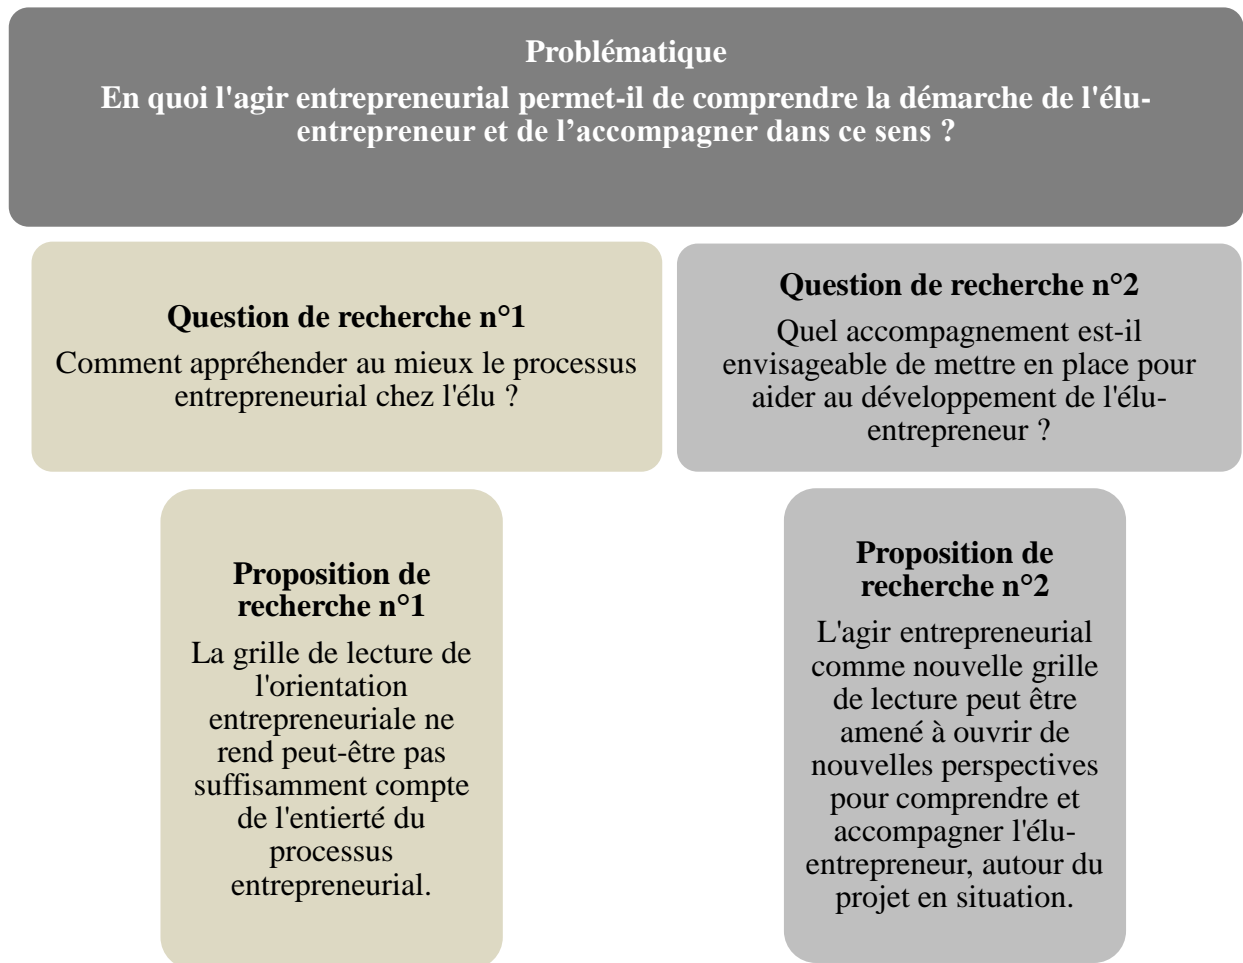 Problématique
En quoi l'agir entrepreneurial permet-il de comprendre la démarche de l'élu-
entrepreneur et de l’accompagner dans ce sens ?
Question de recherche n°1
Comment appréhender au mieux le processus
entrepreneurial chez l'élu ?
Question de recherche n°2
Quel accompagnement est-il
envisageable de mettre en place pour
aider au développement de l'élu-
entrepreneur ?
Proposition de
recherche n°1
La grille de lecture de
l'orientation
entrepreneuriale ne
rend peut-être pas
suffisamment compte
de l'entierté du
processus
entrepreneurial.
Proposition de
recherche n°2
L'agir entrepreneurial
comme nouvelle grille
de lecture peut être
amené à ouvrir de
nouvelles perspectives
pour comprendre et
accompagner l'élu-
entrepreneur, autour du
projet en situation.